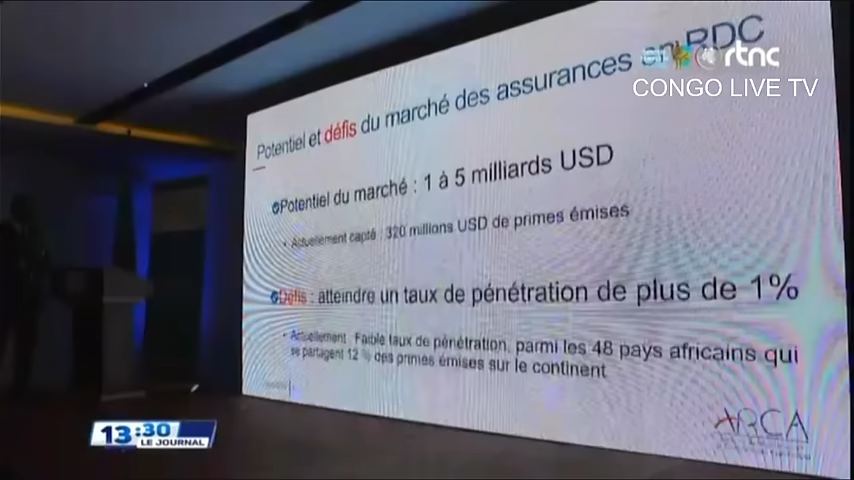 Potentiel et défis du marché des assurances en RDC
rtnc
CONGO LIVE TV
Potentiel du marché : 1 à 5 milliards USD
• Actuellement capté : 320 millions USD de primes émises
Défis : atteindre un taux de pénétration de plus de 1%
• Actuellement : Faible taux de pénétration, parmi les 48 pays africains qui
se partagent 12 % des primes émises sur le continent
ARCA
13:30
LE JOURNAL